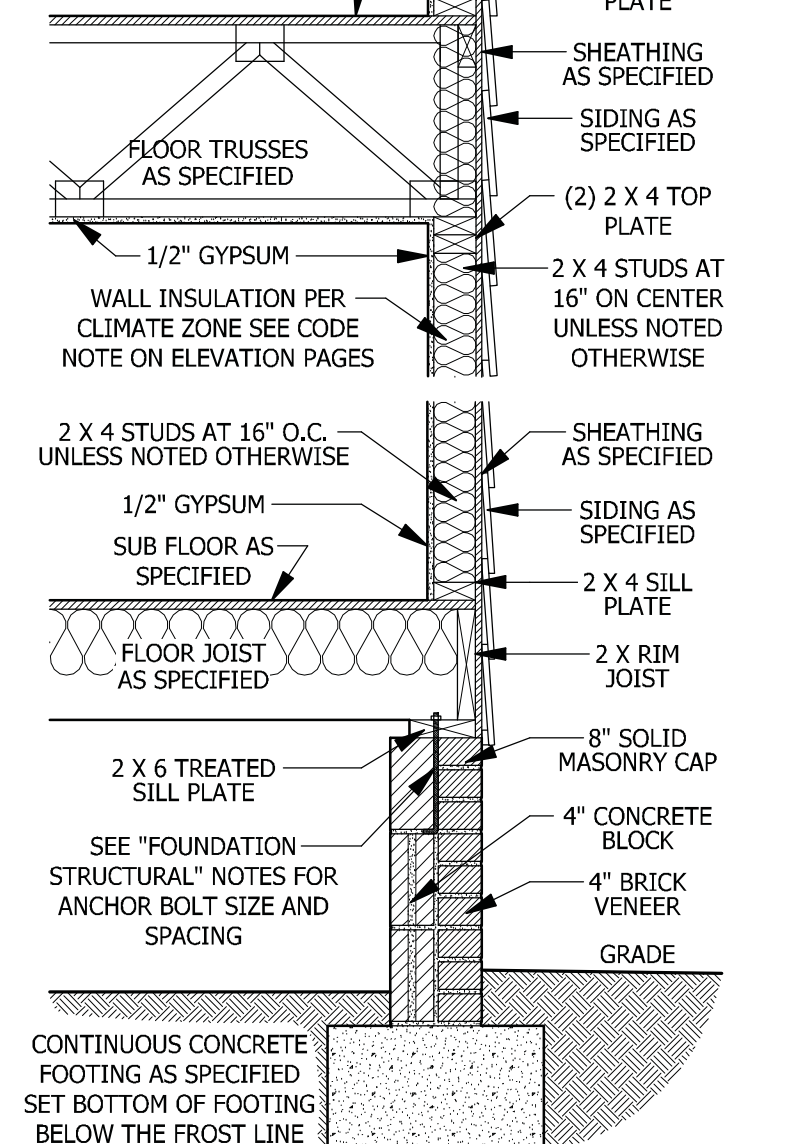 PLATE
SHEATHING
AS SPECIFIED
SIDING AS
SPECIFIED
FLOOR TRUSSES
AS SPECIFIED
(2) 2 X 4 TOP
PLATE
1/2" GYPSUM
2 X 4 STUDS AT
16" ON CENTER
UNLESS NOTED
OTHERWISE
WALL INSULATION PER
CLIMATE ZONE SEE CODE
NOTE ON ELEVATION PAGES
2 X 4 STUDS AT 16" O.C.
UNLESS NOTED OTHERWISE
SHEATHING
AS SPECIFIED
1/2" GYPSUM
SIDING AS
SPECIFIED
SUB FLOOR AS
SPECIFIED
2 X 4 SILL
PLATE
FLOOR JOIST
AS SPECIFIED
2 X RIM
JOIST
8" SOLID
MASONRY CAP
2 X 6 TREATED
SILL PLATE
4" CONCRETE
BLOCK
SEE "FOUNDATION
STRUCTURAL" NOTES FOR
ANCHOR BOLT SIZE AND
SPACING
4" BRICK
VENEER
GRADE
CONTINUOUS CONCRETE
FOOTING AS SPECIFIED
SET BOTTOM OF FOOTING
BELOW THE FROST LINE